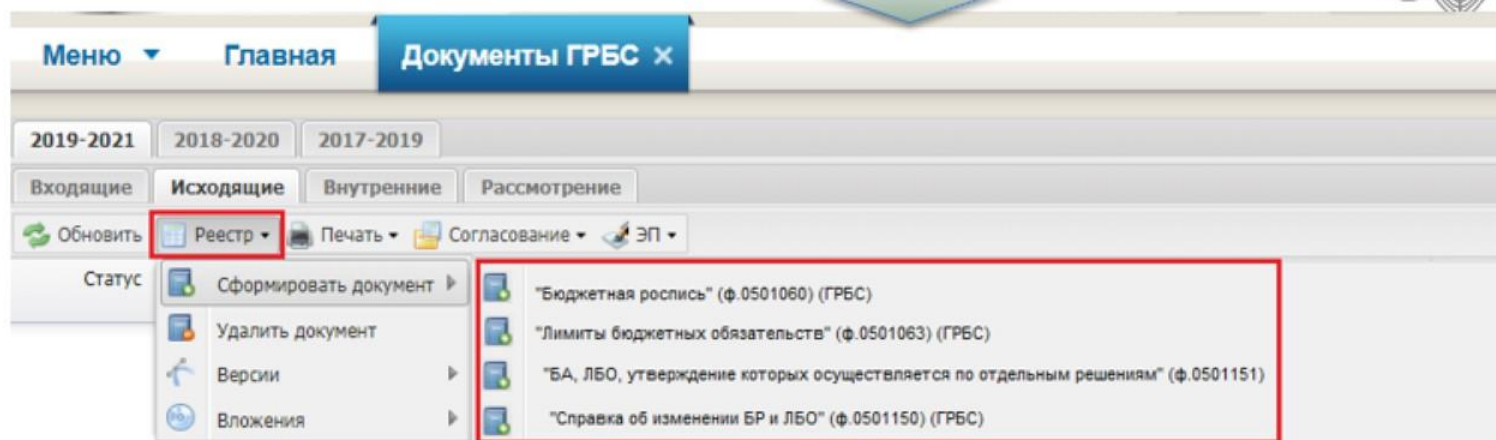 Меню Главная Документы ГРБС ×
2019-2021 2018-2020 2017-2019
Входящие Исходящие Внутренние Рассмотрение
Обновить Реестр Печать Согласование ЭП
Статус Сформировать документ "Бюджетная роспись" (ф.0501060) (ГРБС)
Удалить документ "Лимиты бюджетных обязательств" (ф.0501063) (ГРБС)
Версии "БА, ЛБО, утверждение которых осуществляется по отдельным решениям" (ф.0501151)
Вложения "Справка об изменении БР и ЛБО" (ф.0501150) (ГРБС)